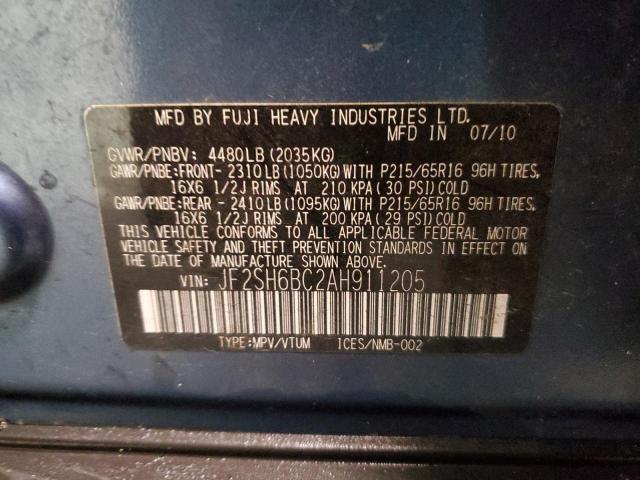 MFD BY FUJI HEAVY INDUSTRIES LTD.
MFD IN 07/10
GVWR/PNBV: 4480LB(2035KG)
GAWR/PNBE:FRONT- 2310LB(1050KG)WITH P215/65R16 96H TIRES,
16X6 1/2J RIMS AT 210 KPA(30 PSI)COLD
GAWR/PNBE:REAR - 2410LB(1095KG)WITH P215/65R16 96H TIRES,
16X6 1/2J RIMS AT 200 KPA(29 PSI)COLD
THIS VEHICLE CONFORMS TO ALL APPLICABLE FEDERAL MOTOR
VEHICLE SAFETY AND THEFT PREVENTION STANDARDS IN EFFECT
ON THE DATE OF MANUFACTURE SHOWN ABOVE.
VIN: JF2SH6BC2AH911205
TYPE:MPV/VTUM ICES/NMB-002